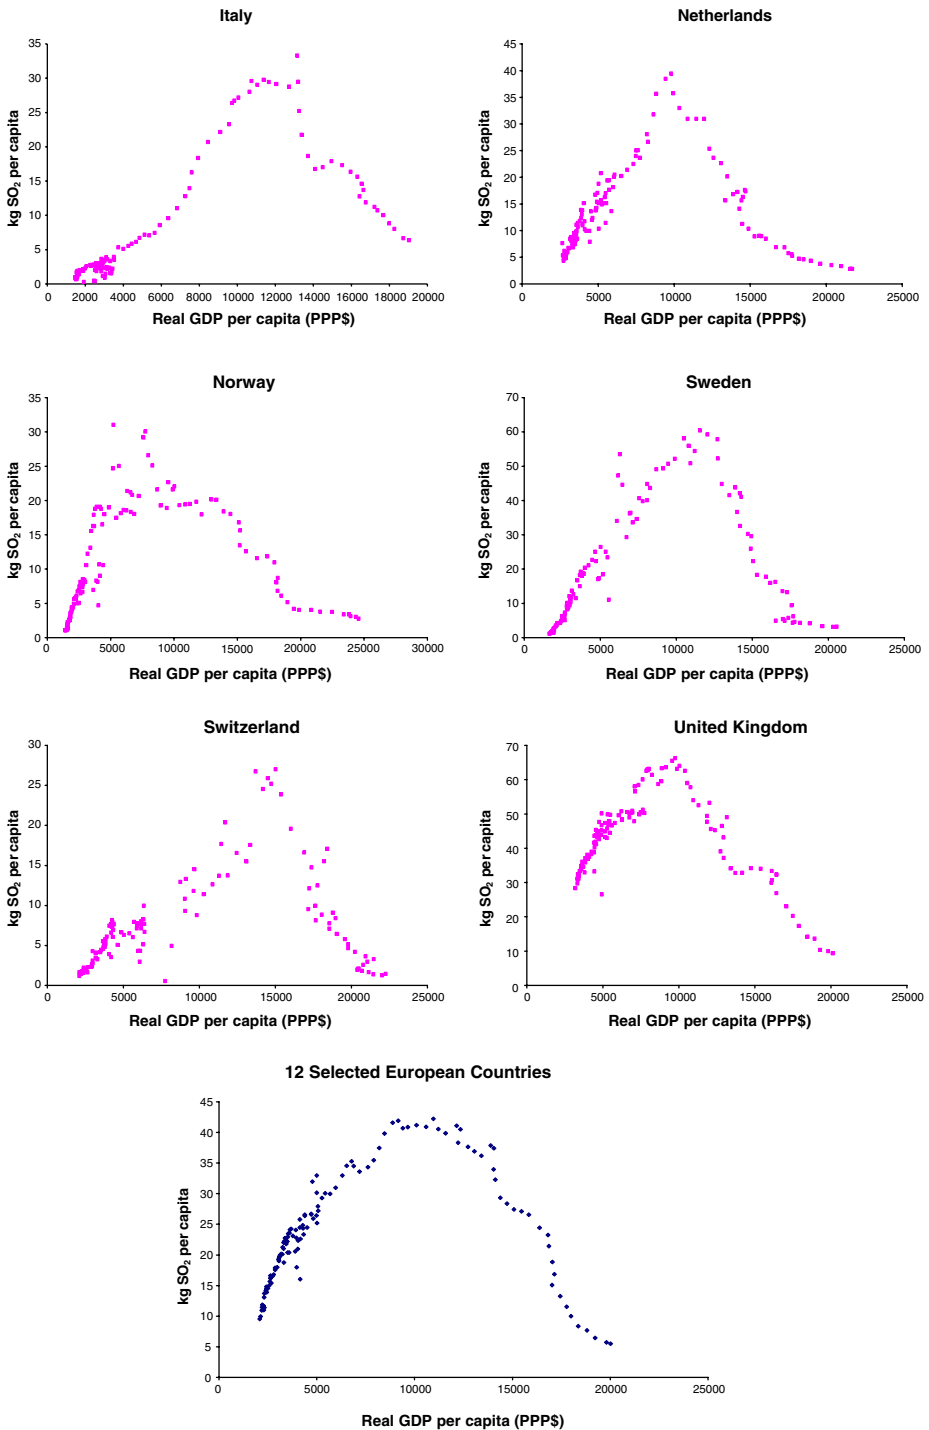 Italy
35
30
25
20
15
10
5
0
kg SO₂ per capita
0 2000 4000 6000 8000 10000 12000 14000 16000 18000 20000
Real GDP per capita (PPP$)
Netherlands
45
40
35
30
25
20
15
10
5
0
kg SO₂ per capita
0 5000 10000 15000 20000 25000
Real GDP per capita (PPP$)
Norway
35
30
25
20
15
10
5
0
kg SO₂ per capita
0 5000 10000 15000 20000 25000 30000
Real GDP per capita (PPP$)
Sweden
70
60
50
40
30
20
10
0
kg SO₂ per capita
0 5000 10000 15000 20000 25000
Real GDP per capita (PPP$)
Switzerland
30
25
20
15
10
5
0
kg SO₂ per capita
0 5000 10000 15000 20000 25000
Real GDP per capita (PPP$)
United Kingdom
70
60
50
40
30
20
10
0
kg SO₂ per capita
0 5000 10000 15000 20000 25000
Real GDP per capita (PPP$)
12 Selected European Countries
45
40
35
30
25
20
15
10
5
0
kg SO₂ per capita
0 5000 10000 15000 20000 25000
Real GDP per capita (PPP$)